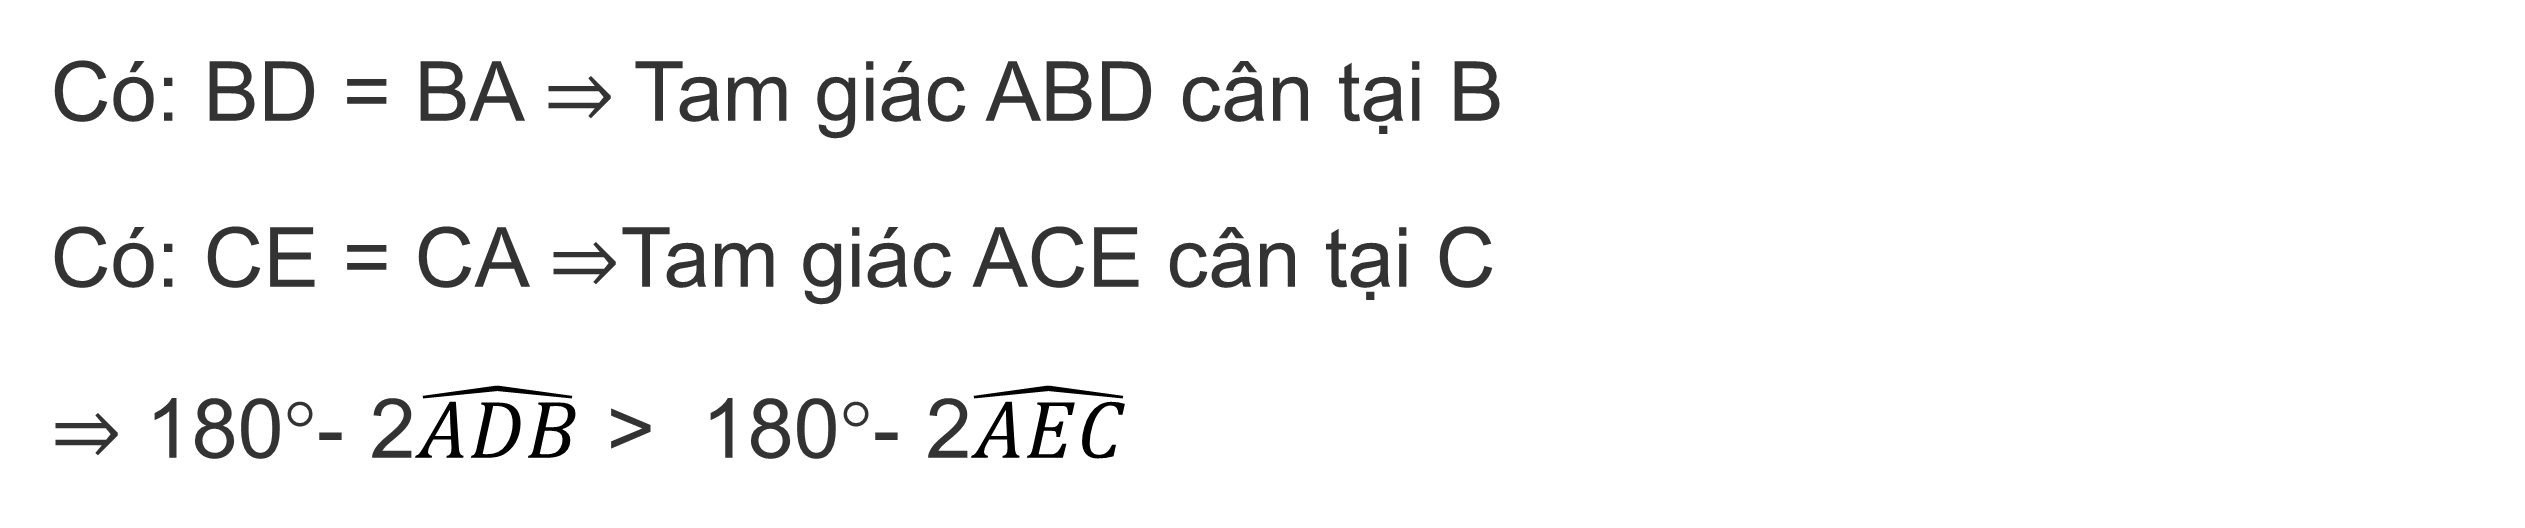 Có: BD = BA ⇒ Tam giác ABD cân tại B
Có: CE = CA ⇒Tam giác ACE cân tại C
⇒ 180°- 2\widehat{ADB} > 180°- 2\widehat{AEC}